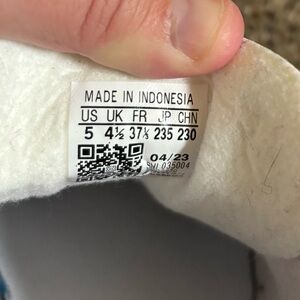 MADE IN INDONESIA
US UK FR JP CHN
5 4½ 37⅓ 235 230
04/23